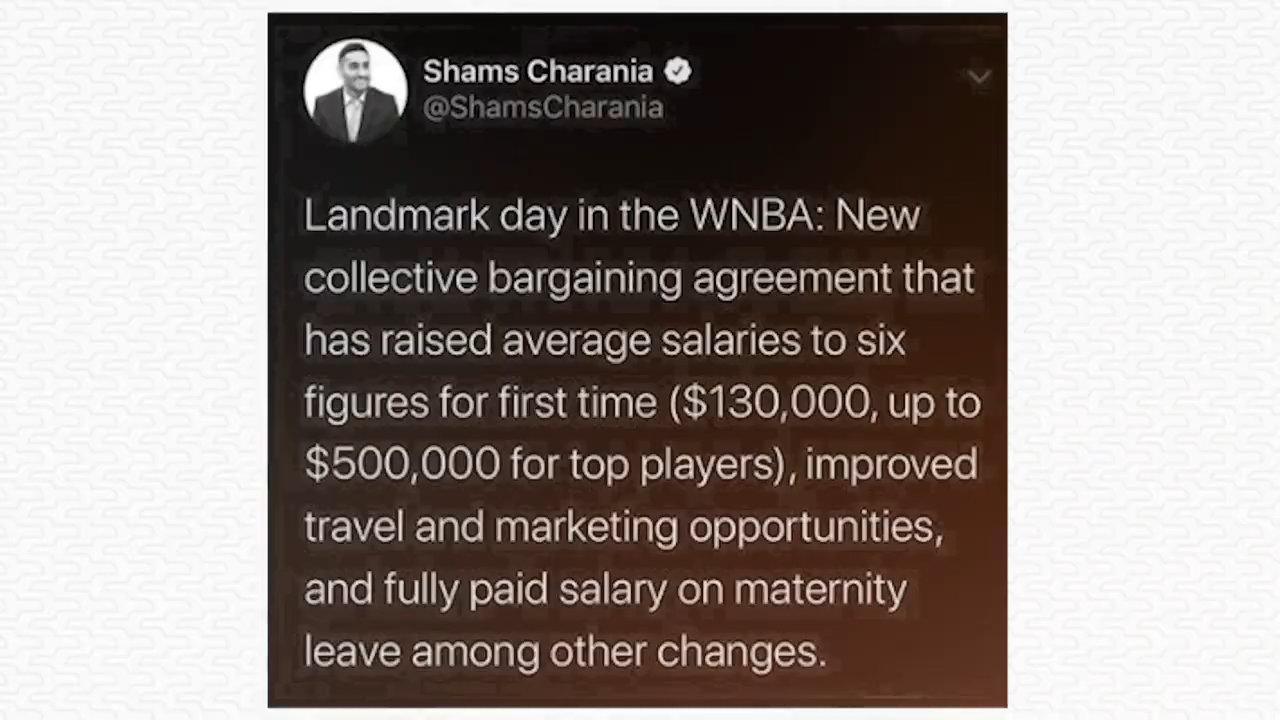 Shams Charania
@ShamsCharania
Landmark day in the WNBA: New
collective bargaining agreement that
has raised average salaries to six
figures for first time ($130,000, up to
$500,000 for top players), improved
travel and marketing opportunities,
and fully paid salary on maternity
leave among other changes.